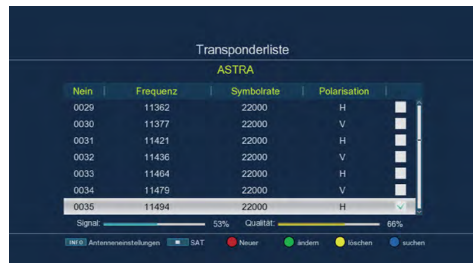 Transponderliste
ASTRA
Nein Frequenz Symbolrate Polarisation
0029 11362 22000 H
0030 11377 22000 V
0031 11421 22000 H
0032 11436 22000 V
0033 11464 22000 H
0034 11479 22000 V
0035 11494 22000 H
Signal: 53% Qualität: 66%
INFO Antenneneinstellungen SAT Neuer ändern löschen suchen